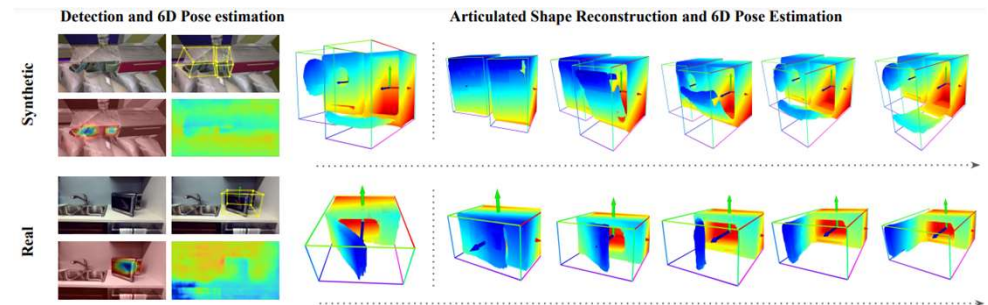 Detection and 6D Pose estimation
Articulated Shape Reconstruction and 6D Pose Estimation
Synthetic
Real